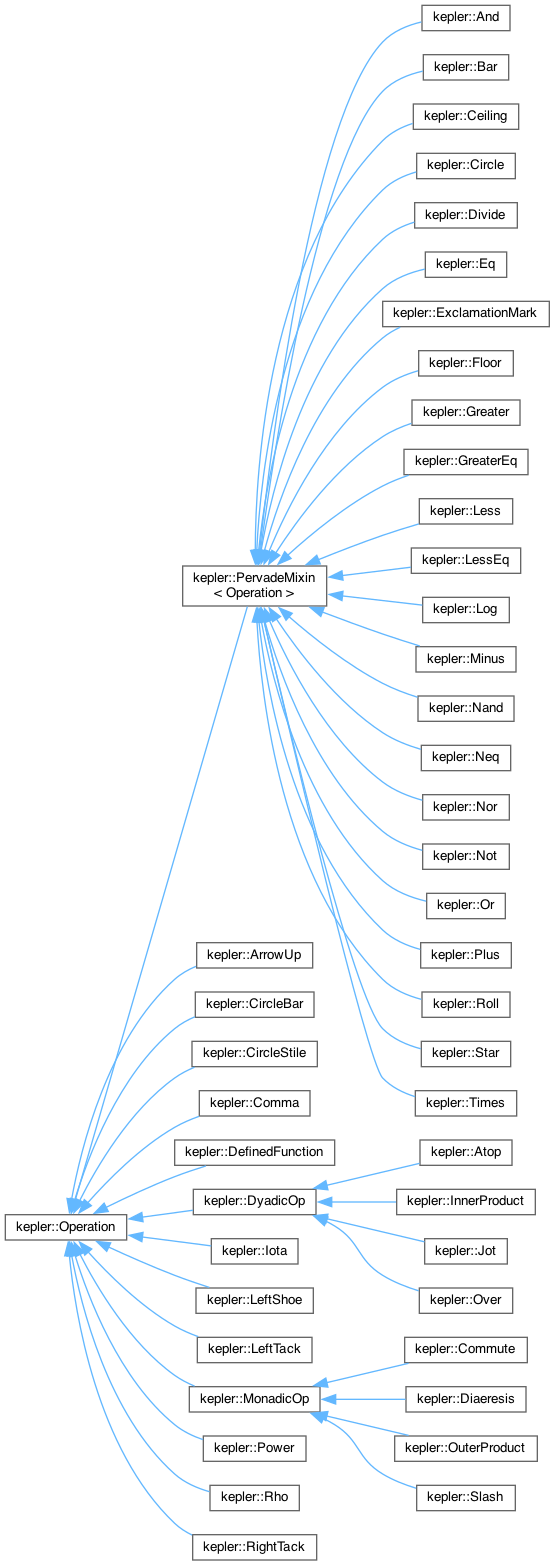 kepler::And
kepler::Bar
kepler::Ceiling
kepler::Circle
kepler::Divide
kepler::Eq
kepler::ExclamationMark
kepler::Floor
kepler::Greater
kepler::GreaterEq
kepler::Less
kepler::LessEq
kepler::PervadeMixin
< Operation >
kepler::Log
kepler::Minus
kepler::Nand
kepler::Neq
kepler::Nor
kepler::Not
kepler::Or
kepler::Plus
kepler::ArrowUp
kepler::Roll
kepler::CircleBar
kepler::Star
kepler::CircleStile
kepler::Times
kepler::Comma
kepler::DefinedFunction
kepler::Atop
kepler::DyadicOp
kepler::InnerProduct
kepler::Operation
kepler::Iota
kepler::Jot
kepler::LeftShoe
kepler::Over
kepler::LeftTack
kepler::Commute
kepler::MonadicOp
kepler::Diaeresis
kepler::Power
kepler::OuterProduct
kepler::Rho
kepler::Slash
kepler::RightTack